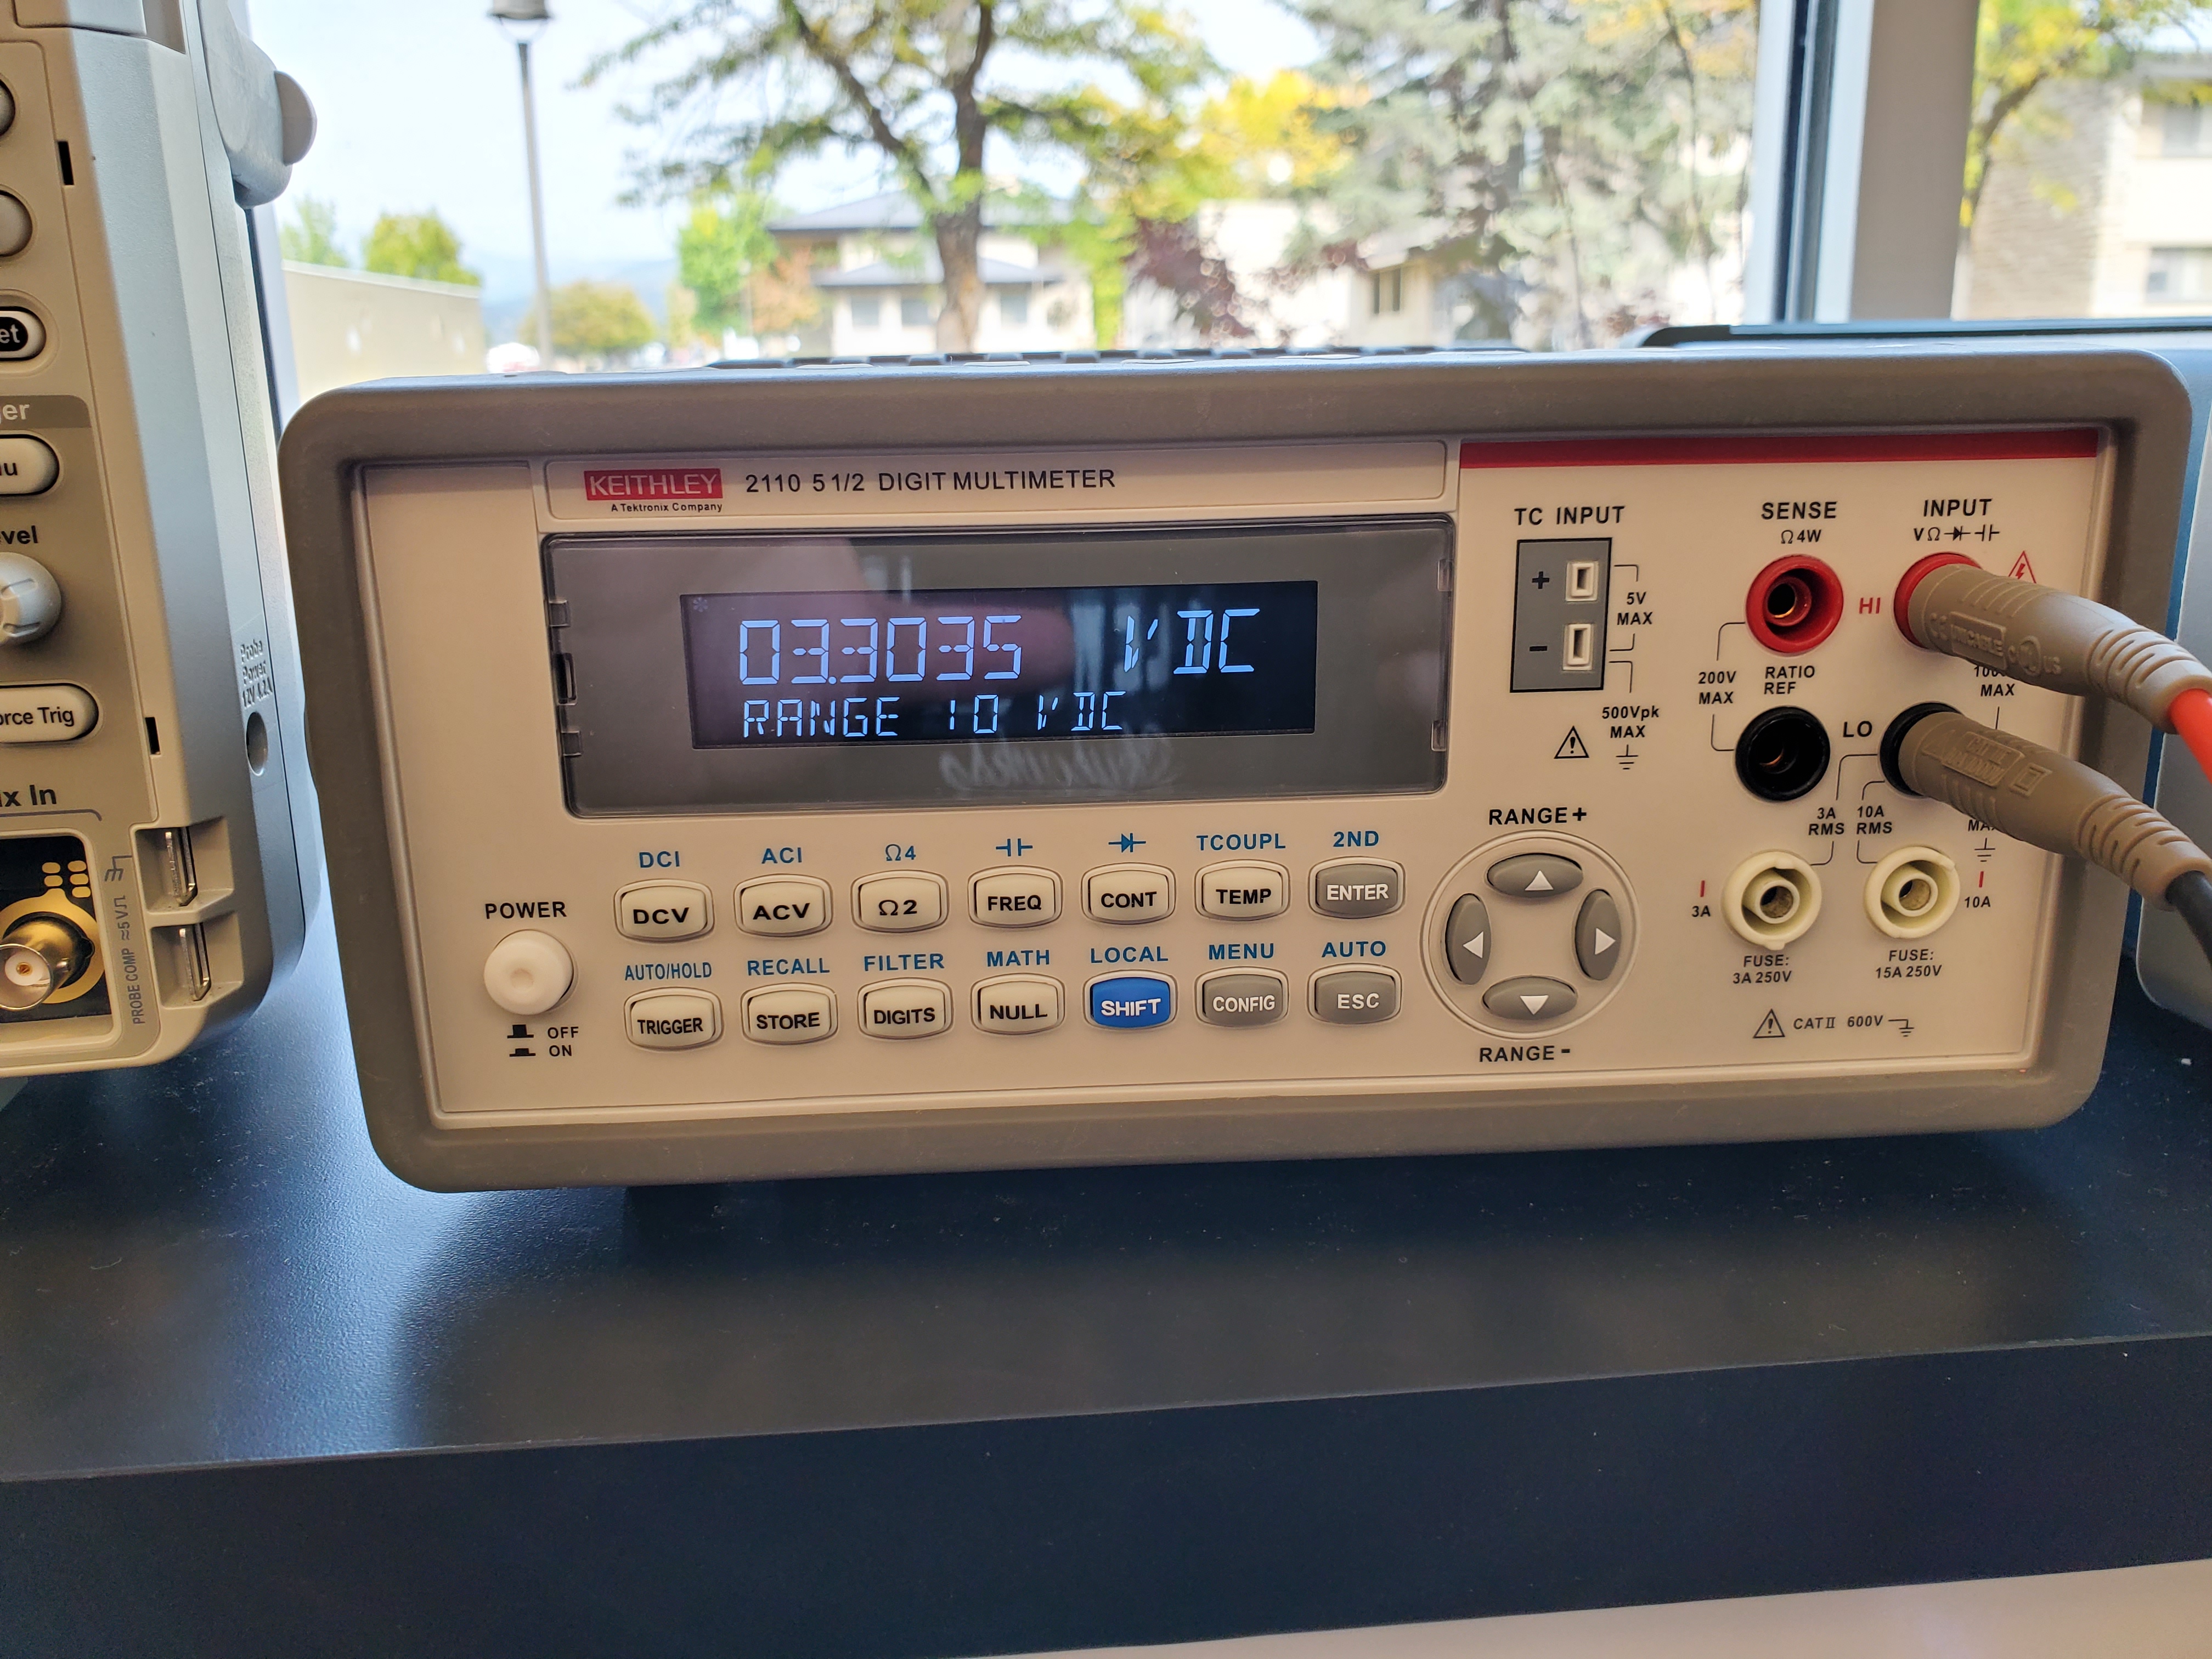 Probe
Power
PROBE COMP ≈5V
KEITHLEY
A Tektronix Company
2110 5 1/2 DIGIT MULTIMETER
03.3035 VDC
RANGE 10 VDC
POWER
OFF
ON
DCI ACI Ω4 TCOUPL 2ND
DCV ACV Ω2 FREQ CONT TEMP ENTER
AUTO/HOLD RECALL FILTER MATH LOCAL MENU AUTO
TRIGGER STORE DIGITS NULL SHIFT CONFIG ESC
RANGE+
RANGE-
TC INPUT
+
-
5V
MAX
500Vpk
MAX
SENSE
Ω4W
INPUT
VΩ
HI
200V
MAX
RATIO
REF
MAX
LO
3A
RMS
10A
RMS
3A
10A
FUSE:
3A 250V
FUSE:
15A 250V
CAT II 600V